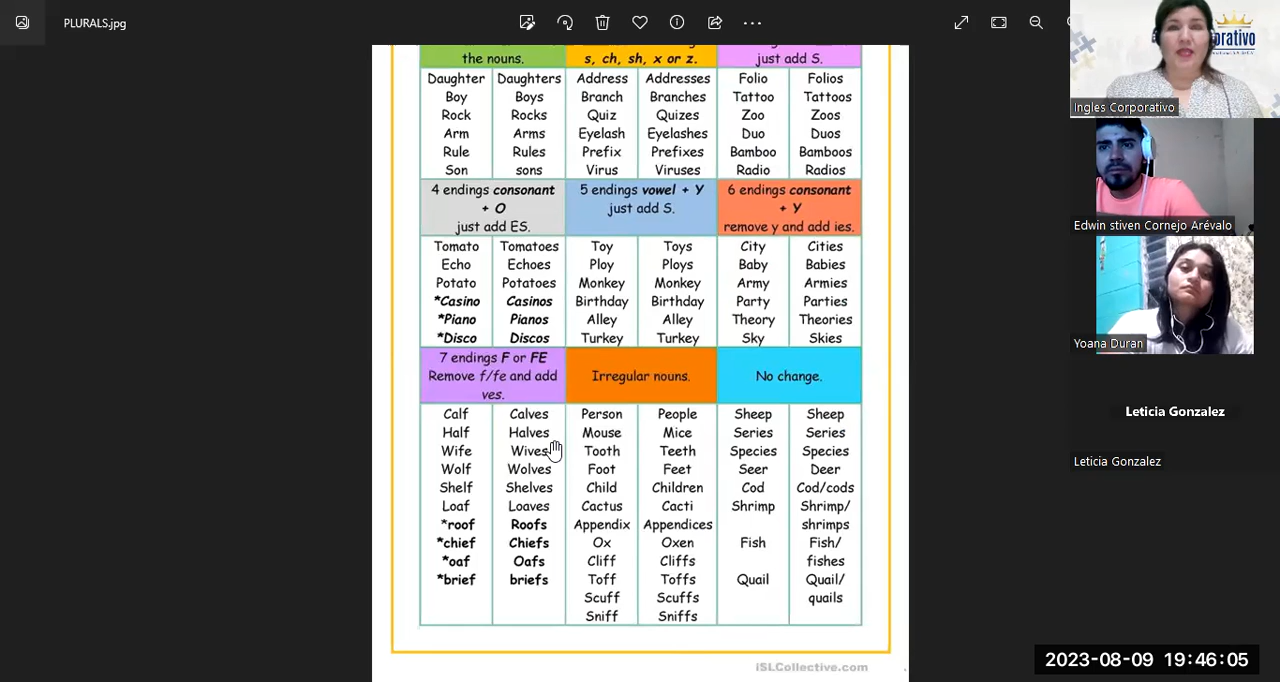 PLURALS.jpg
the nouns.
s, ch, sh, x or z.
just add S.
Daughter Daughters Address Addresses Folio Folios
Boy Boys Branch Branches Tattoo Tattoos
Rock Rocks Quiz Quizes Zoo Zoos
Arm Arms Eyelash Eyelashes Duo Duos
Rule Rules Prefix Prefixes Bamboo Bamboos
Son sons Virus Viruses Radio Radios
4 endings consonant
+ O
just add ES.
5 endings vowel + Y
just add S.
6 endings consonant
+ Y
remove y and add ies.
Tomato Tomatoes Toy Toys City Cities
Echo Echoes Ploy Ploys Baby Babies
Potato Potatoes Monkey Monkey Army Armies
*Casino Casinos Birthday Birthday Party Parties
*Piano Pianos Alley Alley Theory Theories
*Disco Discos Turkey Turkey Sky Skies
7 endings F or FE
Remove f/fe and add
ves.
Irregular nouns.
No change.
Calf Calves Person People Sheep Sheep
Half Halves Mouse Mice Series Series
Wife Wives Tooth Teeth Species Species
Wolf Wolves Foot Feet Seer Deer
Shelf Shelves Child Children Cod Cod/cods
Loaf Loaves Cactus Cacti Shrimp Shrimp/
*roof Roofs Appendix Appendices shrimps
*chief Chiefs Ox Oxen Fish Fish/
*oaf Oafs Cliff Cliffs fishes
*brief briefs Toff Toffs Quail Quail/
Scuff Scuffs quails
Sniff Sniffs
iSLCollective.com
orativo
Ingles Corporativo
Edwin stiven Cornejo Arévalo
Yoana Duran
Leticia Gonzalez
Leticia Gonzalez
2023-08-09 19:46:05